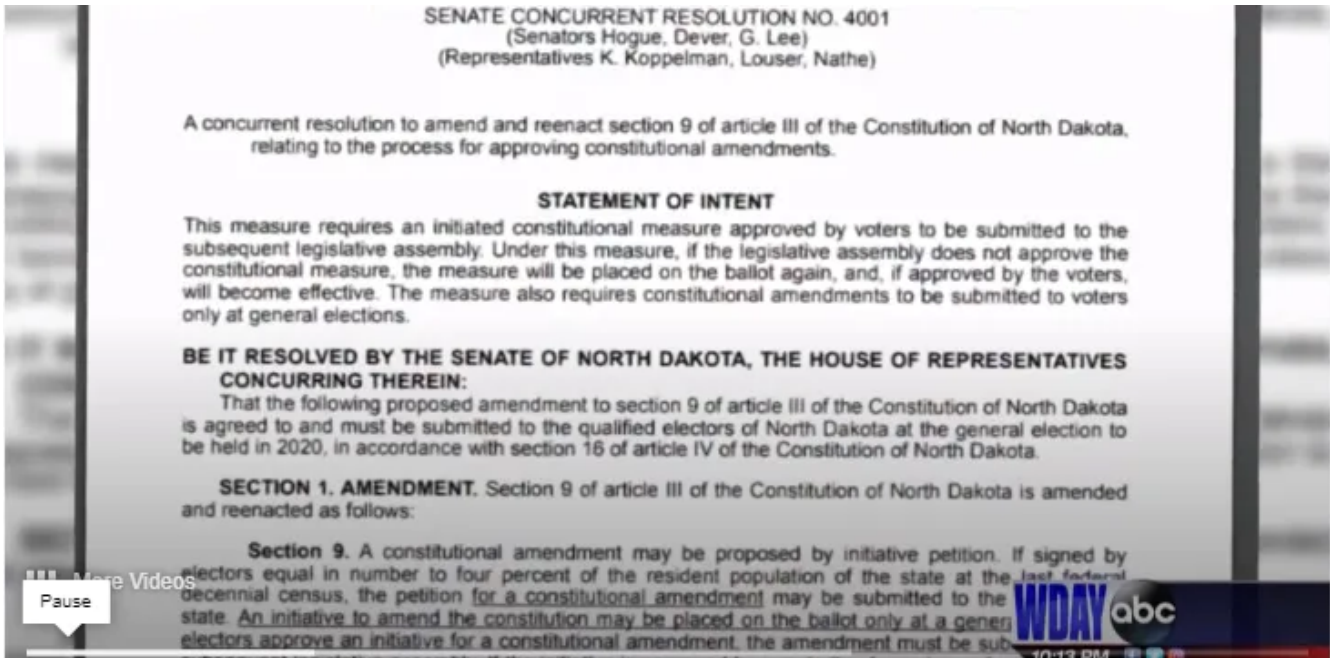 SENATE CONCURRENT RESOLUTION NO. 4001
(Senators Hogue, Dever, G. Lee)
(Representatives K. Koppelman, Louser, Nathe)
A concurrent resolution to amend and reenact section 9 of article III of the Constitution of North Dakota,
relating to the process for approving constitutional amendments.
STATEMENT OF INTENT
This measure requires an initiated constitutional measure approved by voters to be submitted to the
subsequent legislative assembly. Under this measure, if the legislative assembly does not approve the
constitutional measure, the measure will be placed on the ballot again, and, if approved by the voters,
will become effective. The measure also requires constitutional amendments to be submitted to voters
only at general elections.
BE IT RESOLVED BY THE SENATE OF NORTH DAKOTA, THE HOUSE OF REPRESENTATIVES
CONCURRING THEREIN:
That the following proposed amendment to section 9 of article III of the Constitution of North Dakota
is agreed to and must be submitted to the qualified electors of North Dakota at the general election to
be held in 2020, in accordance with section 16 of article IV of the Constitution of North Dakota.
SECTION 1. AMENDMENT. Section 9 of article III of the Constitution of North Dakota is amended
and reenacted as follows:
Section 9. A constitutional amendment may be proposed by initiative petition. If signed by
electors equal in number to four percent of the resident population of the state at the last federal
decennial census, the petition for a constitutional amendment may be submitted to the
state. An initiative to amend the constitution may be placed on the ballot only at a
electors approve an initiative for a constitutional amendment, the amendment must be
More Videos
Pause
WDAY abc
10:13 PM